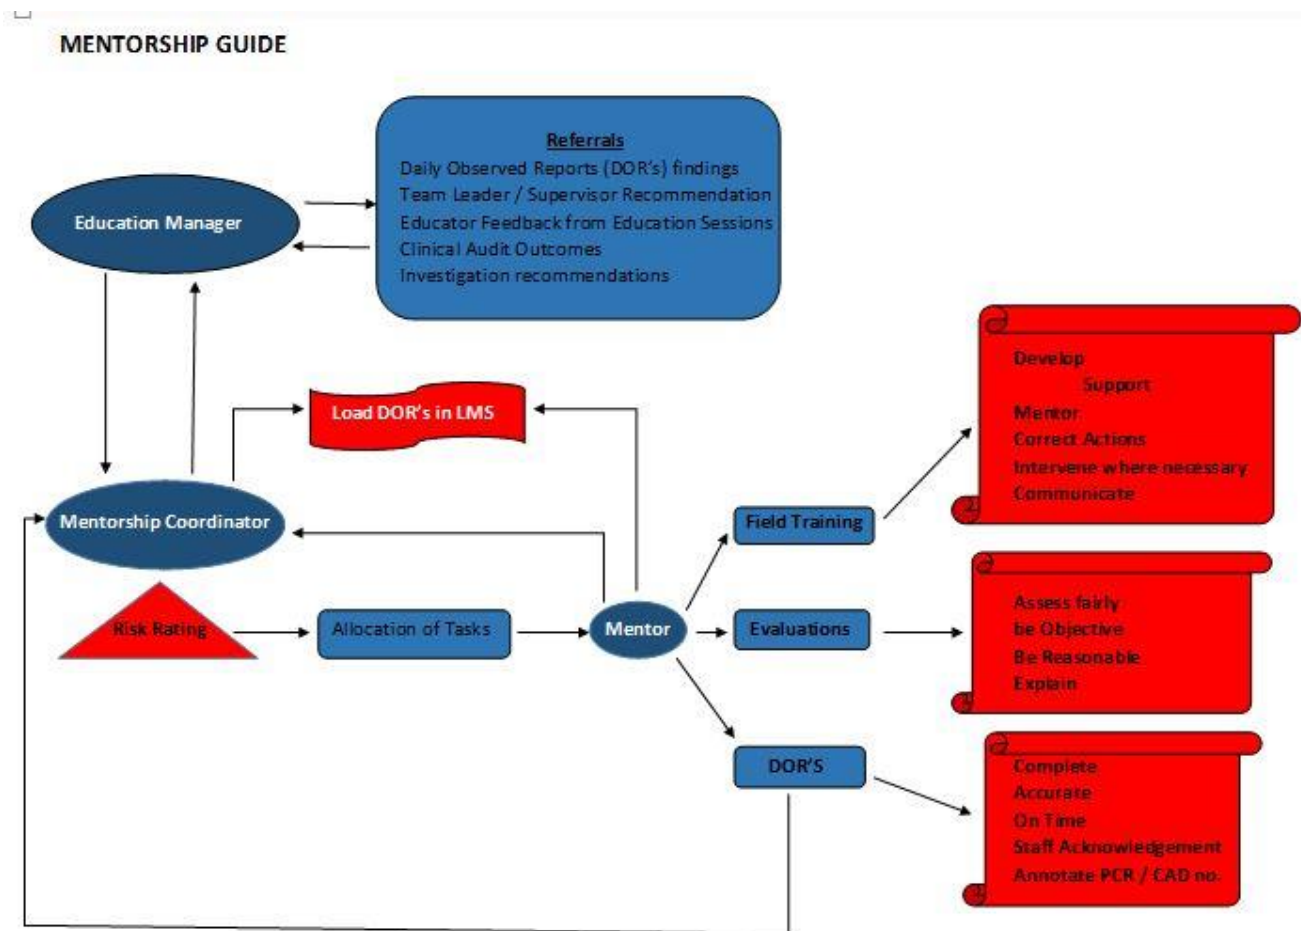 MENTORSHIP GUIDE
Referrals
Daily Observed Reports (DOR's) findings
Team Leader / Supervisor Recommendation
Educator Feedback from Education Sessions
Clinical Audit Outcomes
Investigation recommendations
Education Manager
Load DOR's in LMS
Mentorship Coordinator
Risk Rating
Allocation of Tasks
Mentor
Field Training
Develop
Support
Mentor
Correct Actions
Intervene where necessary
Communicate
Evaluations
Assess fairly
be Objective
Be Reasonable
Explain
DOR'S
Complete
Accurate
On Time
Staff Acknowledgement
Annotate PCR / CAD no.